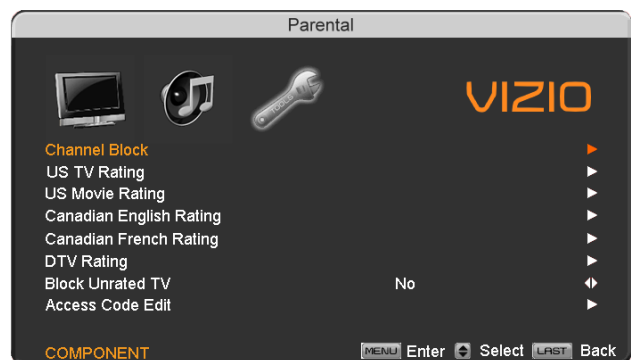 Parental
TOOLS
VIZIO
Channel Block
US TV Rating
US Movie Rating
Canadian English Rating
Canadian French Rating
DTV Rating
Block Unrated TV No
Access Code Edit
COMPONENT MENU Enter Select LAST Back